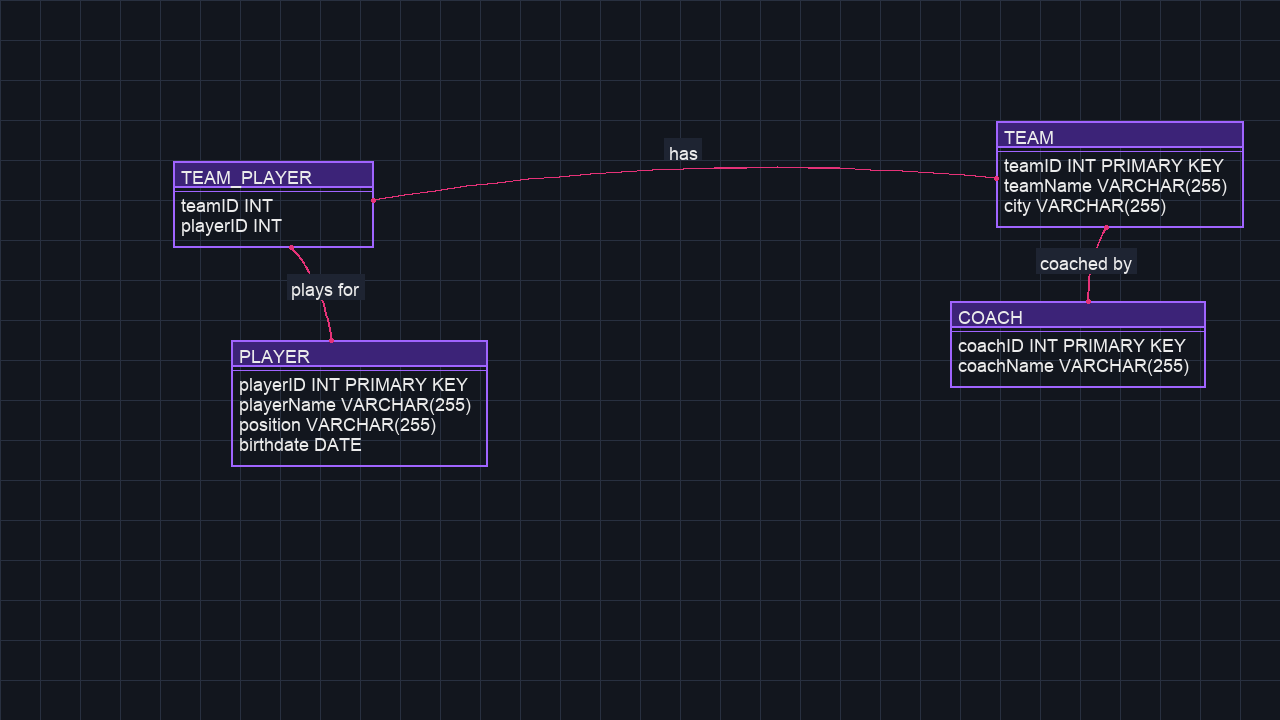 has
TEAM
teamID INT PRIMARY KEY
teamName VARCHAR(255)
city VARCHAR(255)
TEAM_PLAYER
teamID INT
playerID INT
coached by
plays for
COACH
coachID INT PRIMARY KEY
coachName VARCHAR(255)
PLAYER
playerID INT PRIMARY KEY
playerName VARCHAR(255)
position VARCHAR(255)
birthdate DATE